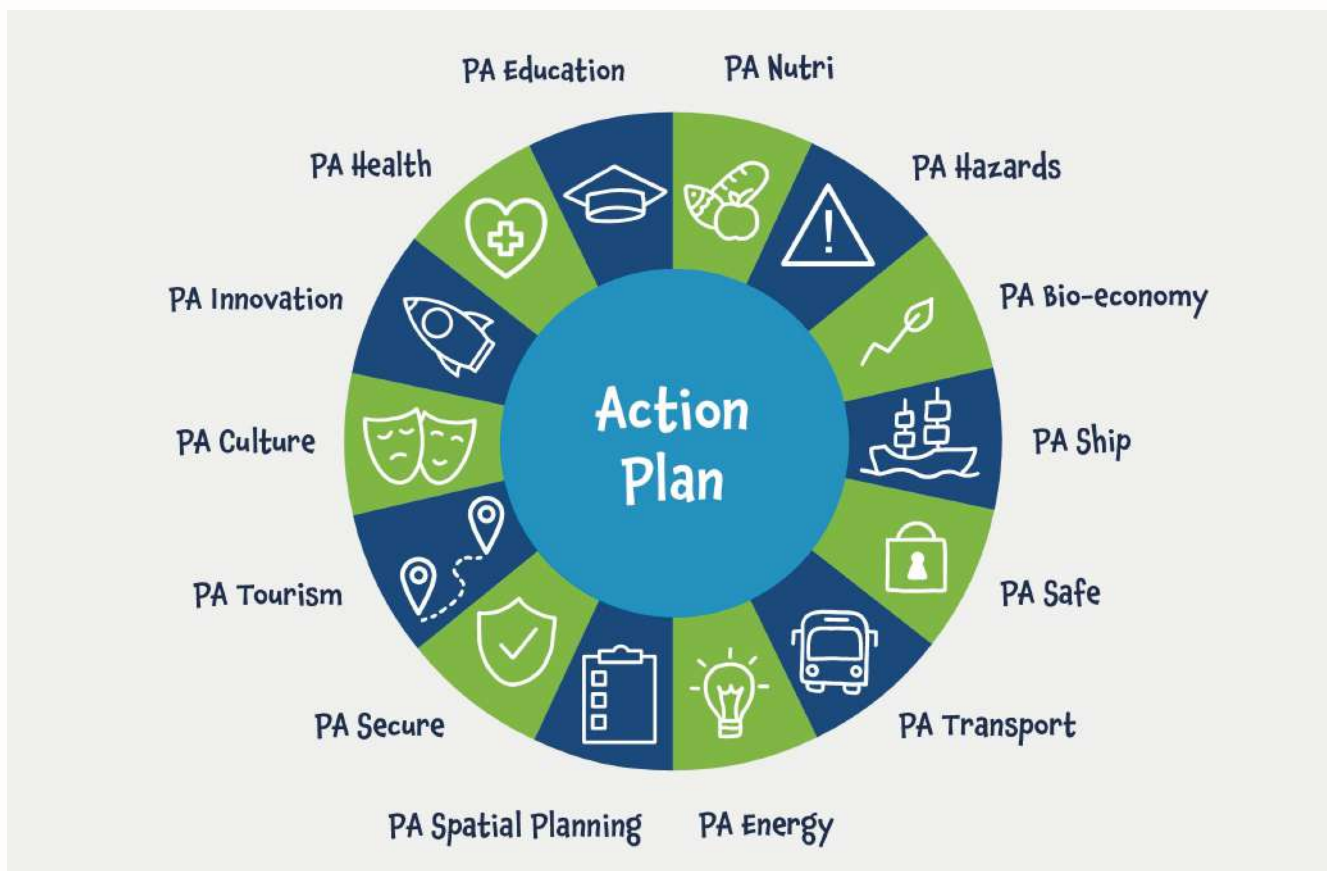 PA Education
PA Nutri
PA Health
PA Hazards
PA Innovation
PA Bio-economy
Action
Plan
PA Culture
PA Ship
PA Tourism
PA Safe
PA Secure
PA Transport
PA Spatial Planning
PA Energy